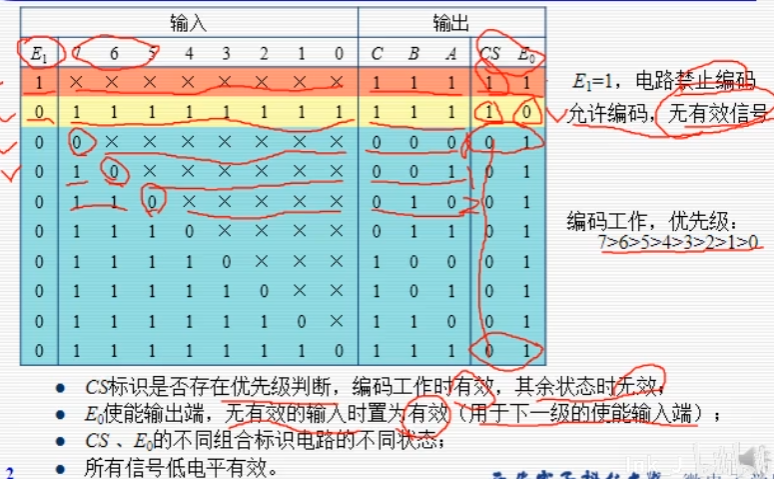 输入 输出
E₁ 7 6 5 4 3 2 1 0 C B A CS E₀
1 × × × × × × × × 1 1 1 1 1
0 1 1 1 1 1 1 1 1 1 1 1 1 0
0 0 × × × × × × × 0 0 0 0 1
0 1 0 × × × × × × 0 0 1 0 1
0 1 1 0 × × × × × 0 1 0 0 1
0 1 1 1 0 × × × × 0 1 1 0 1
0 1 1 1 1 0 × × × 1 0 0 0 1
0 1 1 1 1 1 0 × × 1 0 1 0 1
0 1 1 1 1 1 1 0 × 1 1 0 0 1
0 1 1 1 1 1 1 1 0 1 1 1 0 1
E₁=1，电路禁止编码
允许编码，无有效信号
编码工作，优先级：
7>6>5>4>3>2>1>0
● CS标识是否存在优先级判断，编码工作时有效，其余状态时无效；
● E₀使能输出端，无有效的输入时置为有效（用于下一级的使能输入端）；
● CS 、E₀的不同组合标识电路的不同状态；
● 所有信号低电平有效。
2